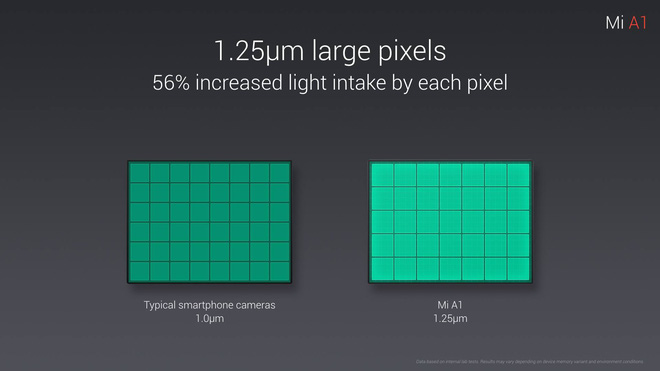 Mi A1
1.25µm large pixels
56% increased light intake by each pixel
Typical smartphone cameras
1.0µm
Mi A1
1.25µm
Data based on internal lab tests. Results may vary depending on device memory variant and environment conditions.